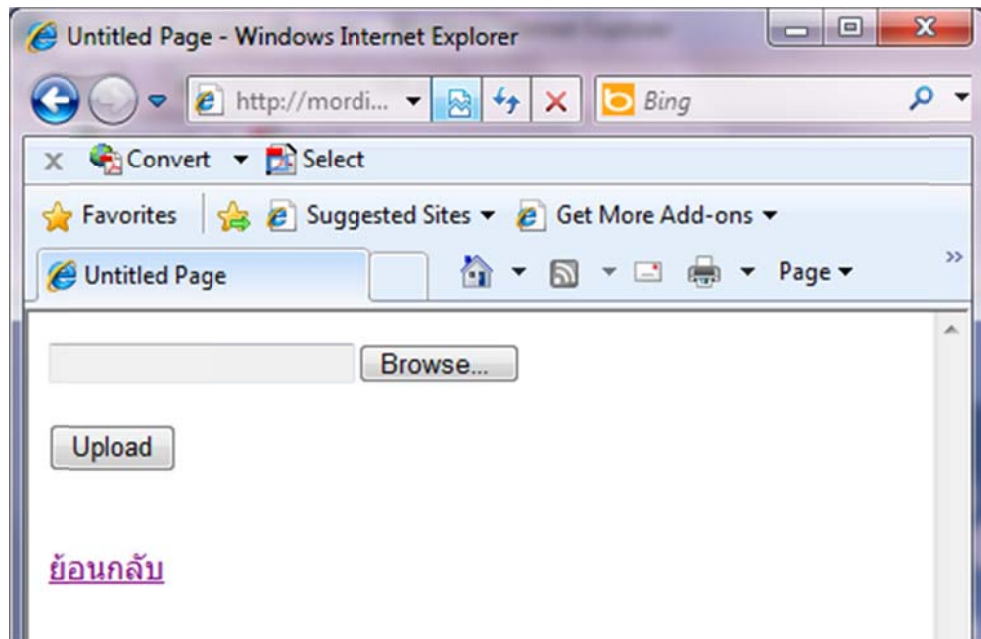 Untitled Page - Windows Internet Explorer
http://mordi... Bing
x Convert Select
Favorites Suggested Sites Get More Add-ons
Untitled Page Page »
Browse...
Upload
ย้อนกลับ